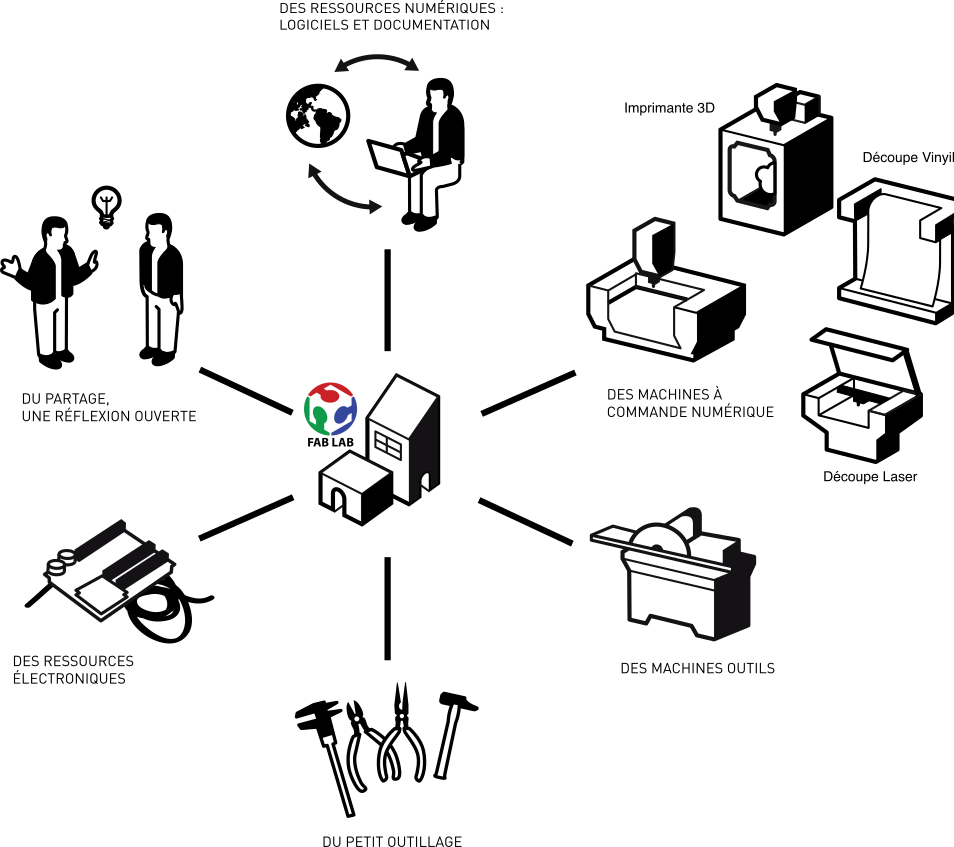 DES RESSOURCES NUMÉRIQUES :
LOGICIELS ET DOCUMENTATION
Imprimante 3D
Découpe Vinyil
DU PARTAGE,
UNE RÉFLEXION OUVERTE
FAB LAB
DES MACHINES À
COMMANDE NUMÉRIQUE
Découpe Laser
DES RESSOURCES
ÉLECTRONIQUES
DES MACHINES OUTILS
DU PETIT OUTILLAGE